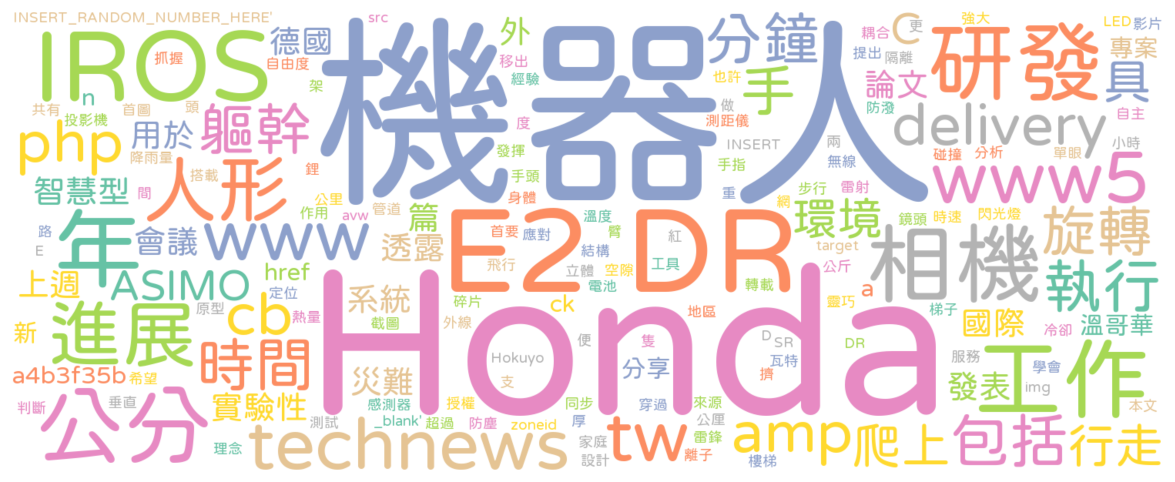 INSERT_RANDOM_NUMBER_HERE'
src
IROS
抓握
德國
自由度
機器人
外
移出
經驗
分鐘
也許
手
C
更
耦合
提出
隔離
強大
LED
影片
研發
專案
具
論文
防潑
delivery
自主
小時
n
共有
投影機
首圖
頭
架
php
用於
軀幹
降雨量
度
發揮
做
測距儀
INSERT
手指
手頭
兩
無線
碰撞
分析
單眼
智慧型
人形
間
搭載
鋰
公里
作用
avw
管道
篇
身體
重
步行
雷射
網
環境
www5
路
E
年
會議
www
透露
E2
DR
首要
飛行
溫度
應對
臂
結構
立體
空隙
紅
工具
target
公斤
轉載
鏡頭
時速
閃光燈
相機
旋轉
執行
上週
ASIMO
href
定位
系統
碎片
ck
電池
地區
靈巧
a
梯子
國際
冷卻
溫哥華
新
進展
原型
cb
熱量
截圖
外線
Honda
便
隻
D
SR
DR
瓦特
時間
Hokuyo
支
分享
擠
服務
工作
學會
a4b3f35b
希望
災難
發表
img
判斷
垂直
公分
實驗性
感測器
授權
_blank'
同步
穿過
來源
公厘
本文
測試
超過
防塵
zoneid
厚
理念
technews
家庭
設計
tw
雷鋒
離子
amp
樓梯
爬上
包括
行走